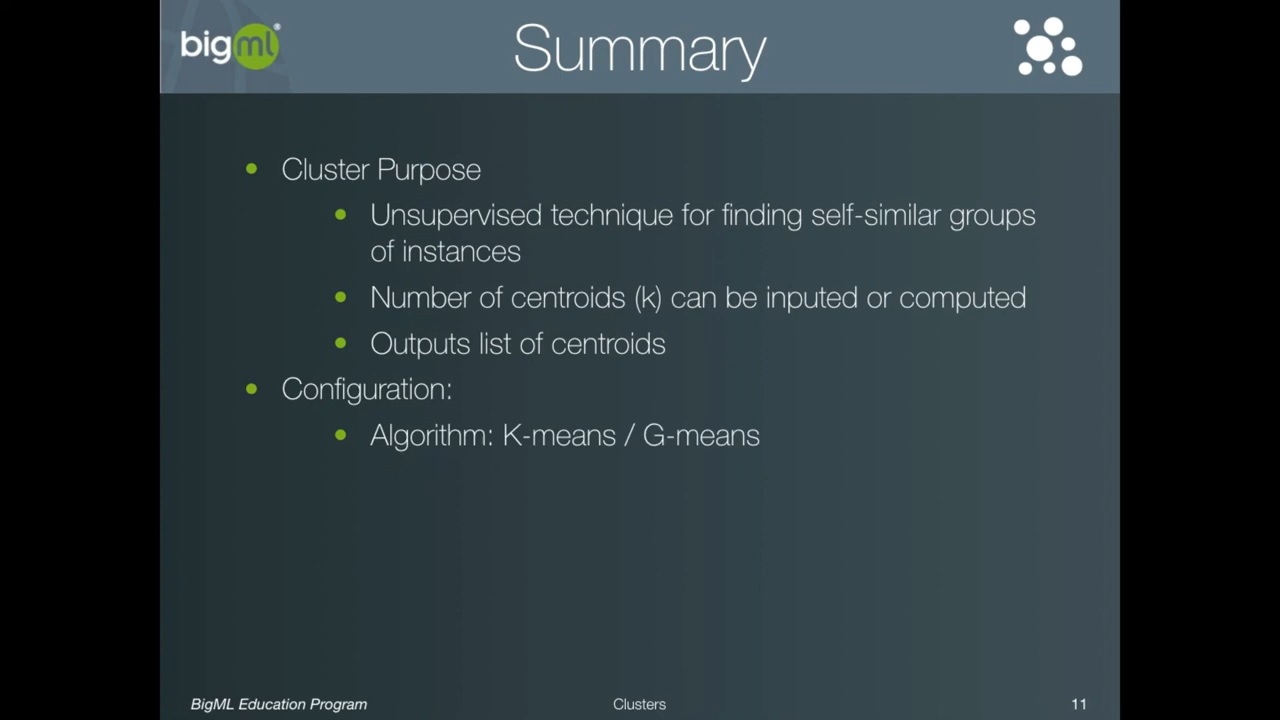 bigml®
Summary
• Cluster Purpose
• Unsupervised technique for finding self-similar groups
of instances
• Number of centroids (k) can be inputed or computed
• Outputs list of centroids
• Configuration:
• Algorithm: K-means / G-means
BigML Education Program
Clusters
11